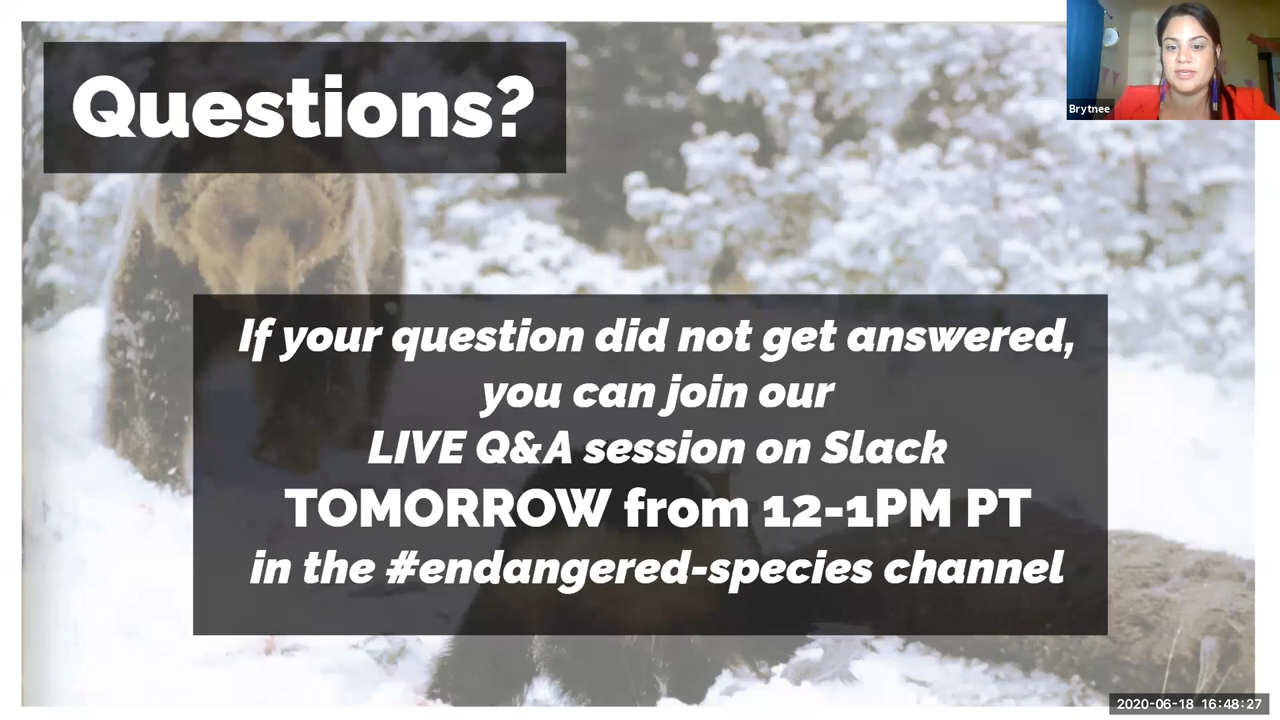 Questions?
Brytnee
If your question did not get answered,
you can join our
LIVE Q&A session on Slack
TOMORROW from 12-1PM PT
in the #endangered-species channel
2020-06-18 16:48:27